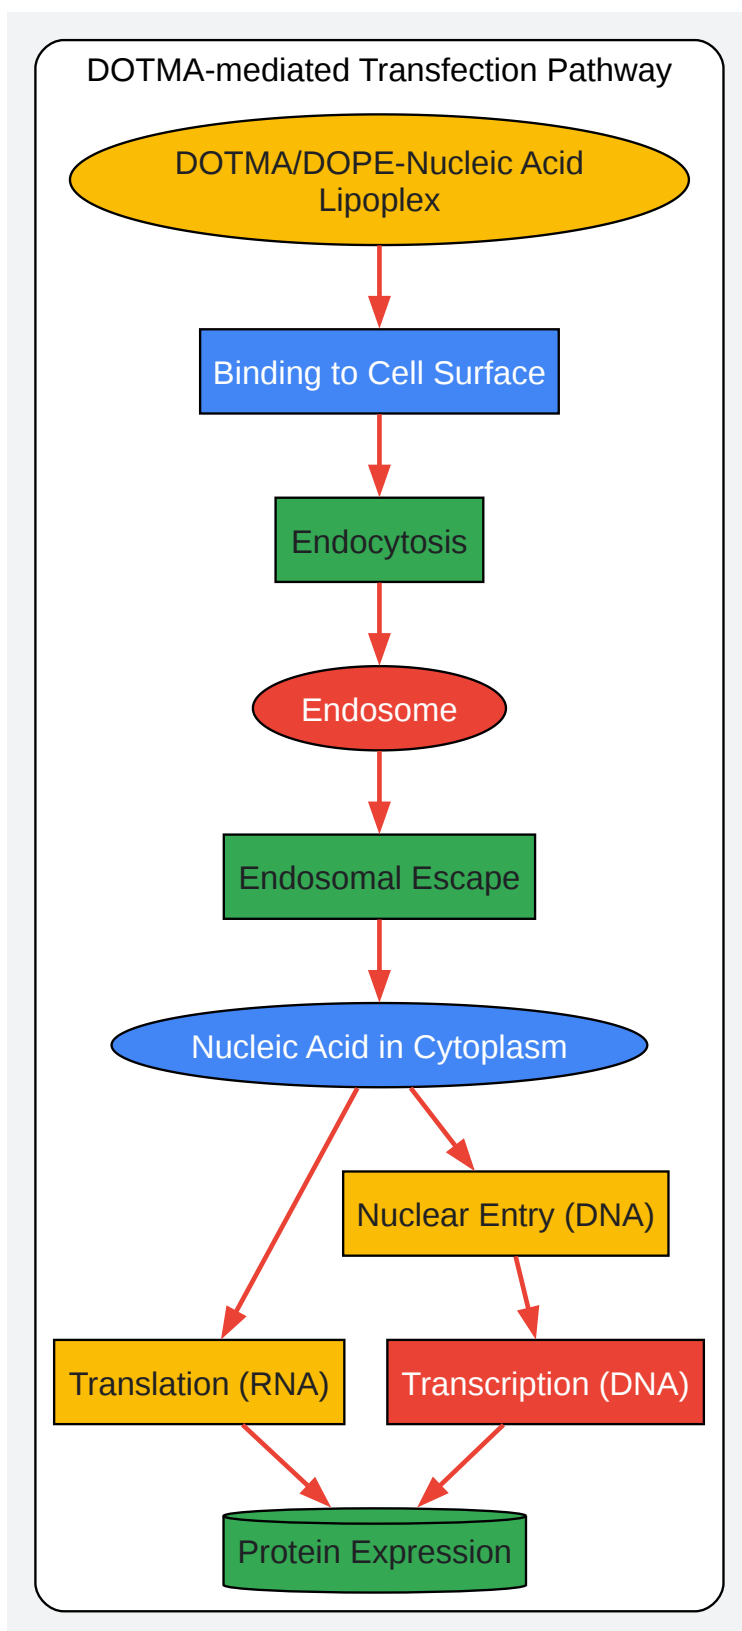 DOTMA-mediated Transfection Pathway
DOTMA/DOPE-Nucleic Acid
Lipoplex
Binding to Cell Surface
Endocytosis
Endosome
Endosomal Escape
Nucleic Acid in Cytoplasm
Nuclear Entry (DNA)
Translation (RNA)
Transcription (DNA)
Protein Expression